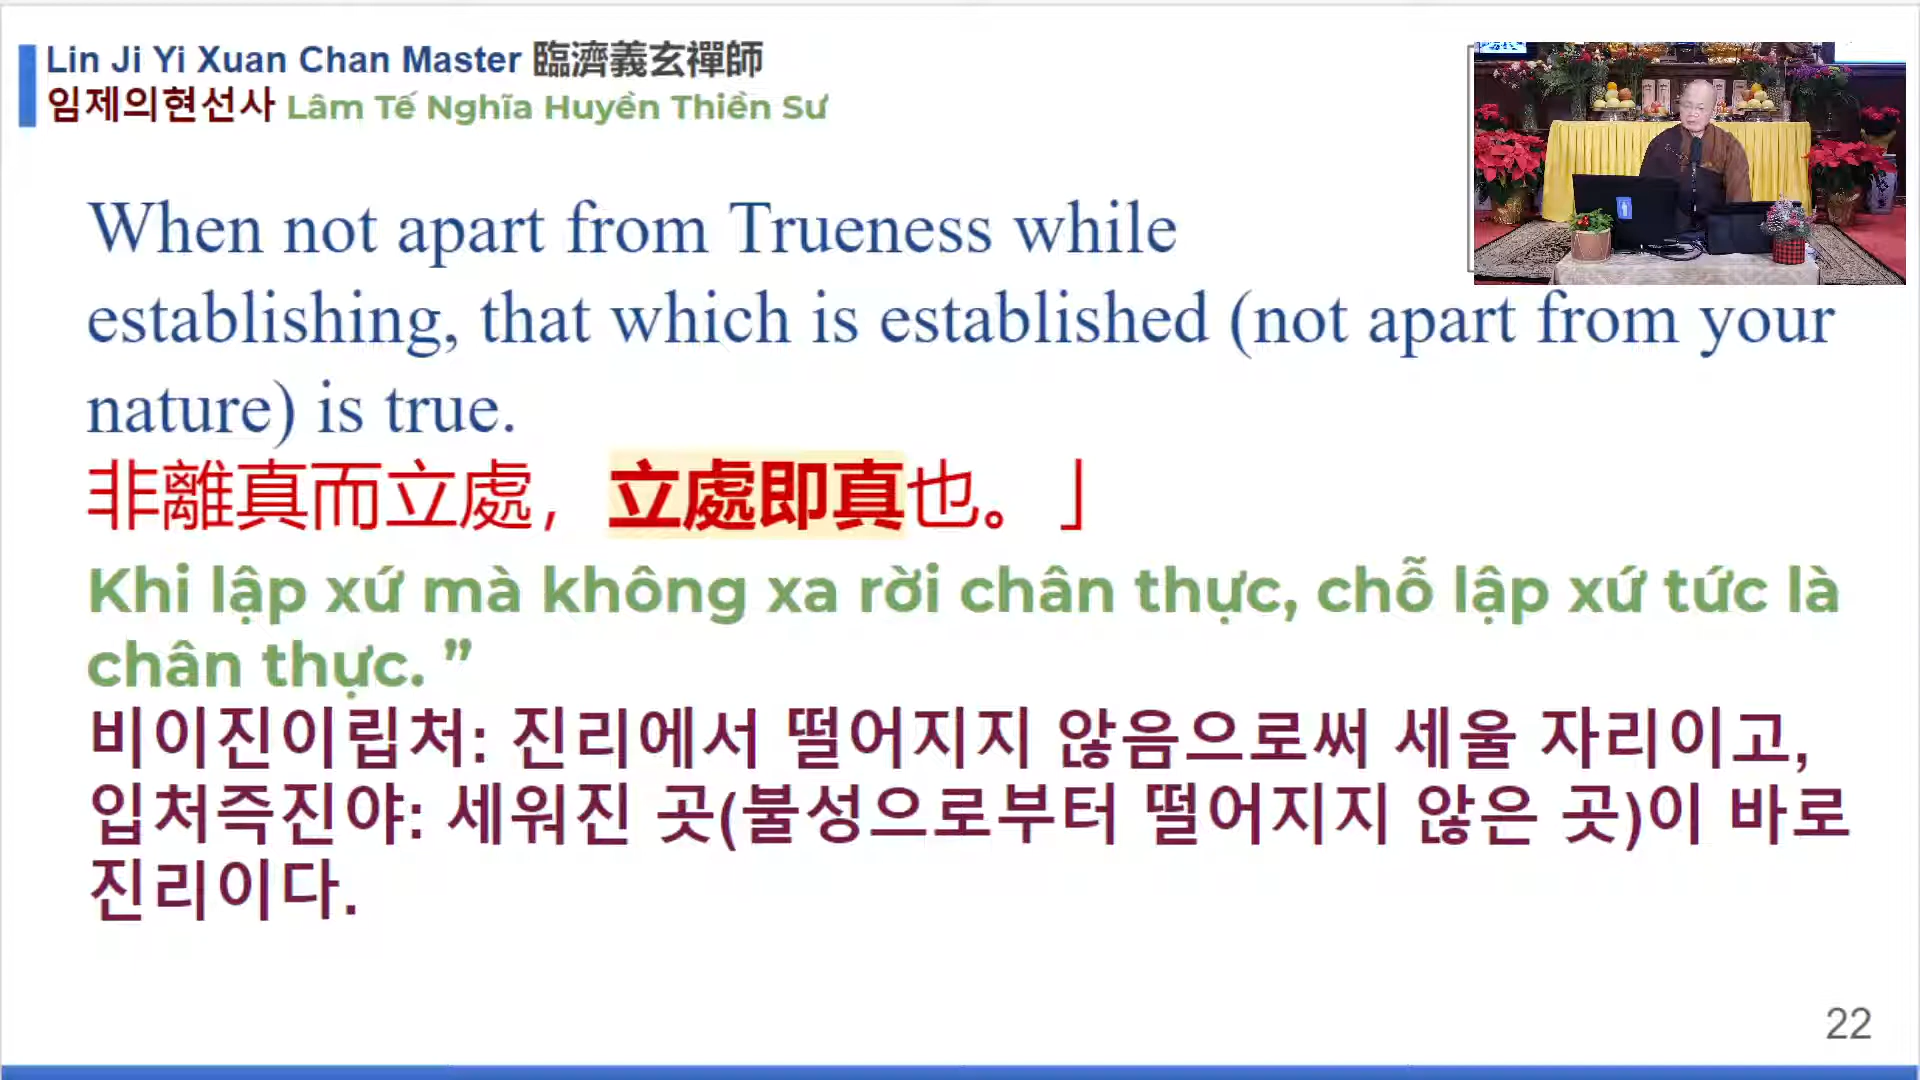 Lin Ji Yi Xuan Chan Master 臨濟義玄禪師
임제의현선사 Lâm Tế Nghĩa Huyền Thiền Sư
When not apart from Trueness while
establishing, that which is established (not apart from your
nature) is true.
非離真而立處，立處即真也。」
Khi lập xứ mà không xa rời chân thực, chỗ lập xứ tức là
chân thực. ”
비이진이립처: 진리에서 떨어지지 않음으로써 세울 자리이고,
입처즉진야: 세워진 곳(불성으로부터 떨어지지 않은 곳)이 바로
진리이다.
22